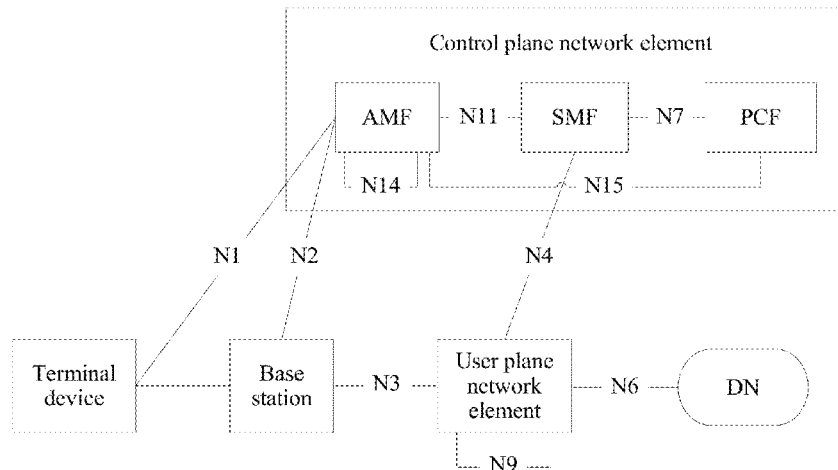 Control plane network element
AMF
N11
SMF
N7
PCF
N14
N15
N1
N2
N4
Terminal
device
Base
station
N3
User plane
network
element
N6
DN
N9